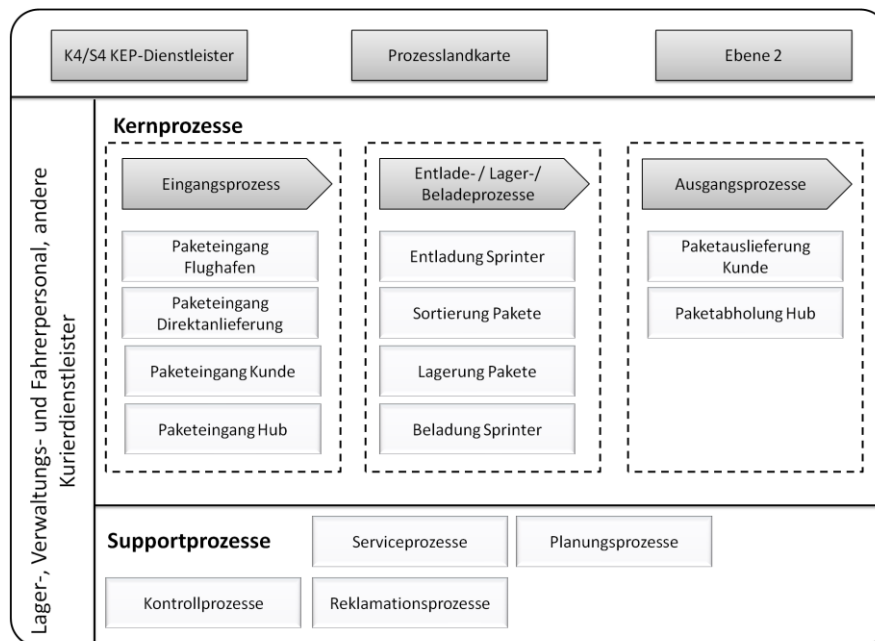 K4/S4 KEP-Dienstleister
Prozesslandkarte
Ebene 2
Lager-, Verwaltungs- und Fahrerpersonal, andere
Kurierdienstleister
Kernprozesse
Eingangsprozess
Paketeingang
Flughafen
Paketeingang
Direktanlieferung
Paketeingang Kunde
Paketeingang Hub
Entlade- / Lager-/
Beladeprozesse
Entladung Sprinter
Sortierung Pakete
Lagerung Pakete
Beladung Sprinter
Ausgangsprozesse
Paketauslieferung
Kunde
Paketabholung Hub
Supportprozesse
Serviceprozesse
Planungsprozesse
Kontrollprozesse
Reklamationsprozesse